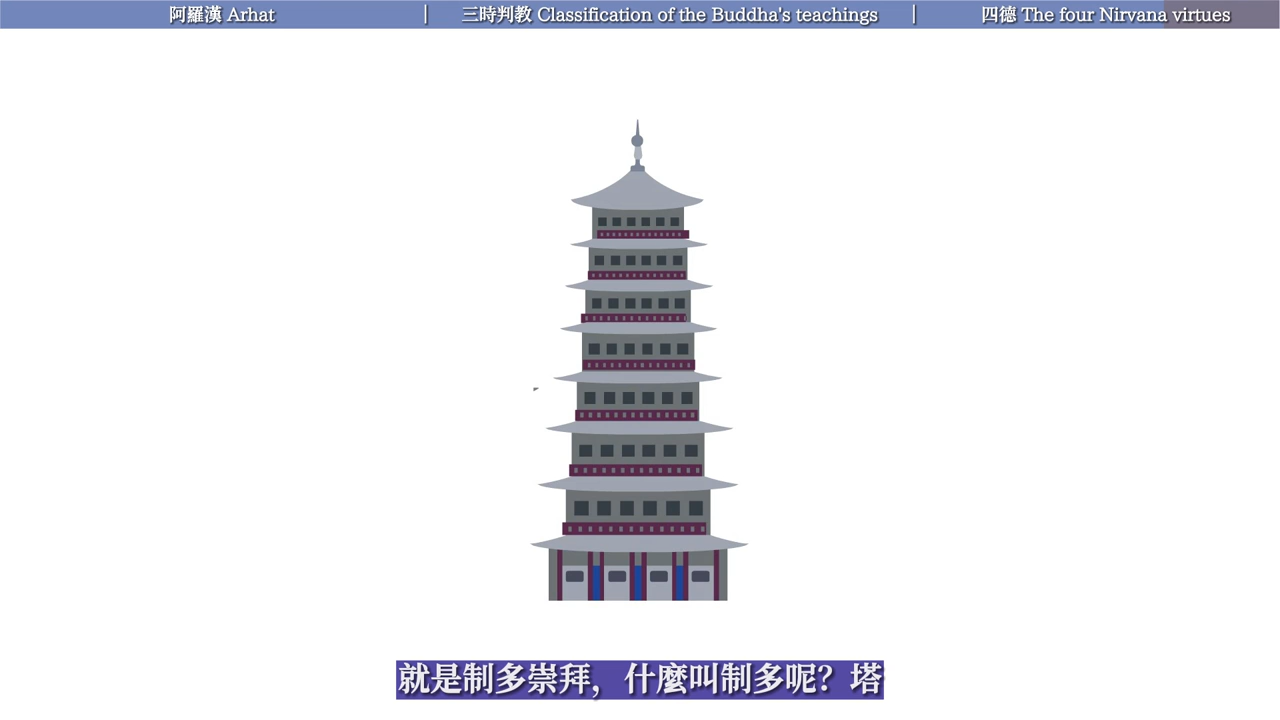 阿羅漢 Arhat | 三時判教 Classification of the Buddha's teachings | 四德 The four Nirvana virtues
就是制多崇拜，什麼叫制多呢？塔